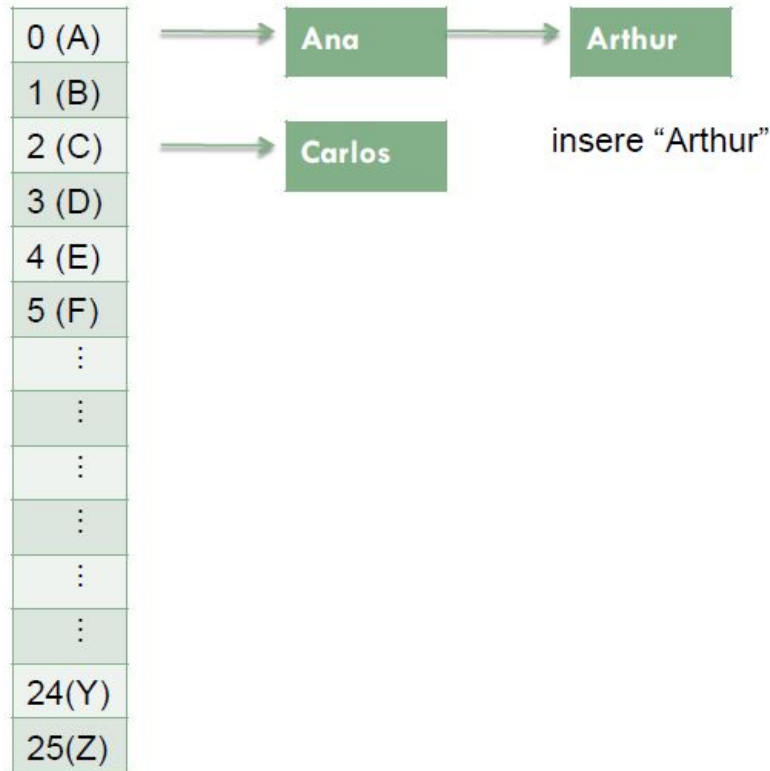 0 (A) Ana Arthur
1 (B)
2 (C) Carlos insere “Arthur”
3 (D)
4 (E)
5 (F)
⋮
⋮
⋮
⋮
⋮
⋮
24(Y)
25(Z)